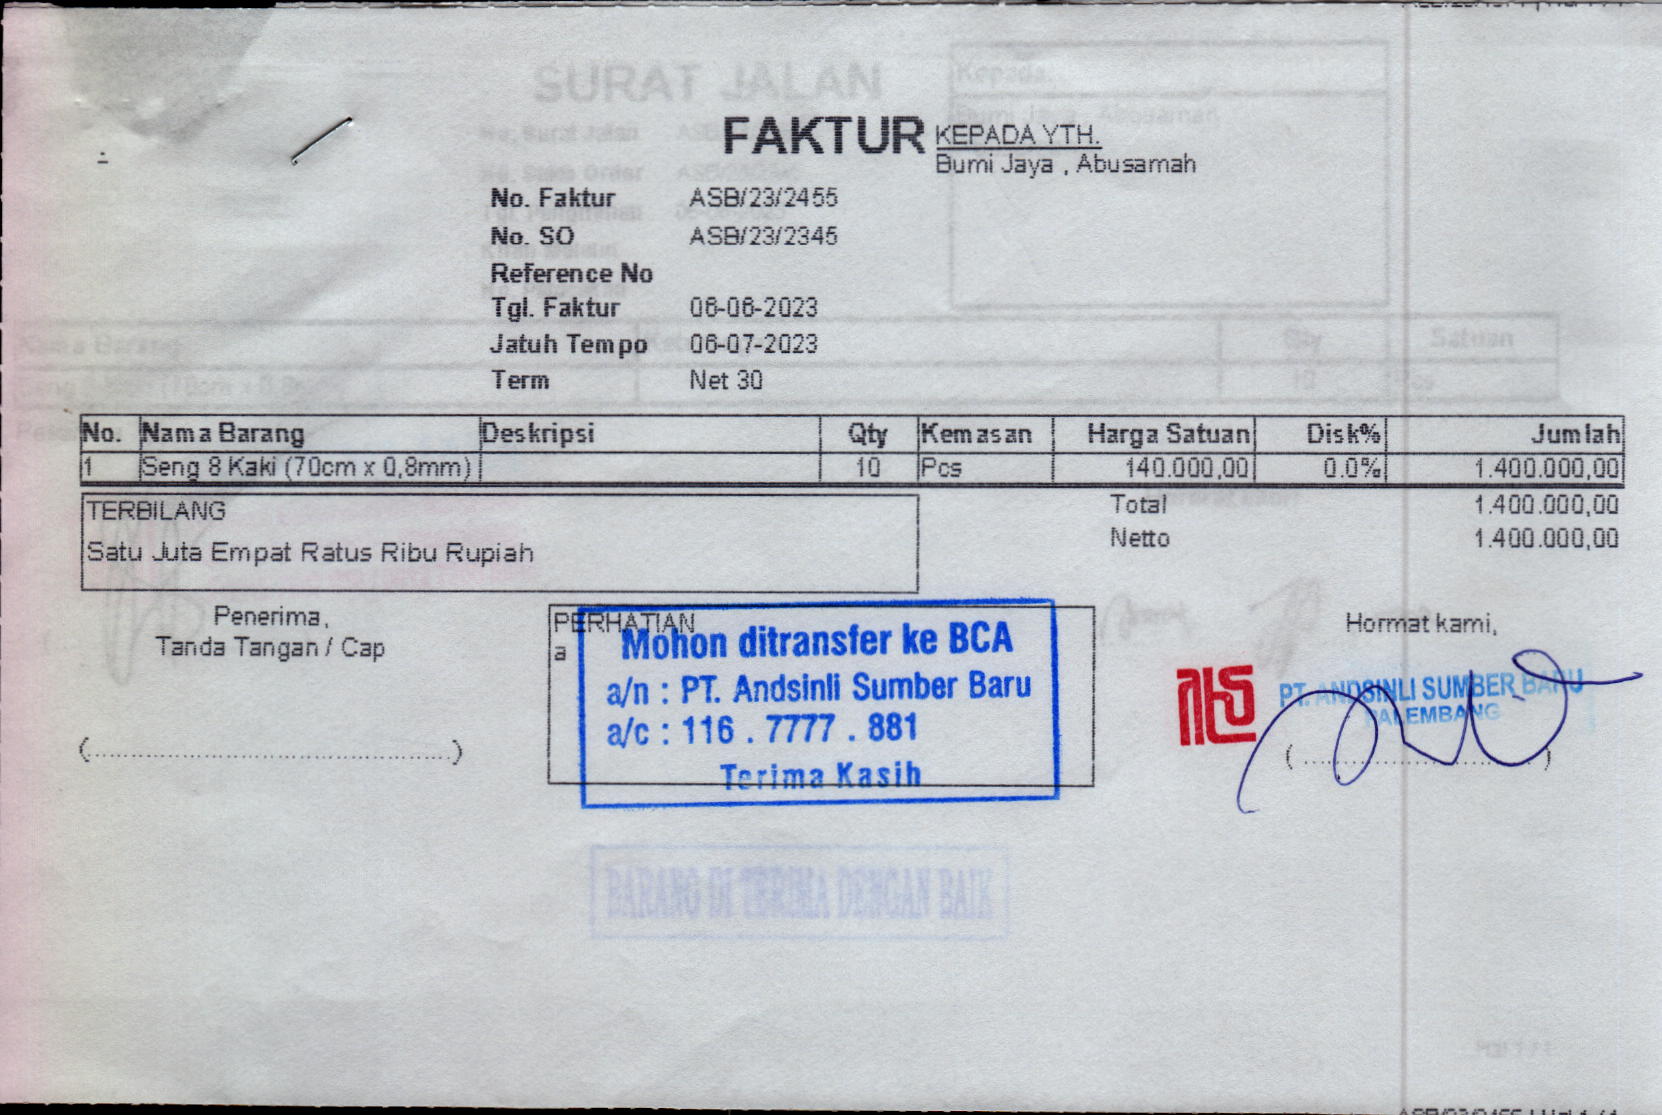 FAKTUR
KEPADA YTH.
Bumi Jaya , Abusamah
No. Faktur ASB/23/2455
No. SO ASB/23/2345
Reference No
Tgl. Faktur 06-06-2023
Jatuh Tempo 06-07-2023
Term Net 30
No. Nama Barang Deskripsi Qty Kemasan Harga Satuan Disk% Jumlah
1 Seng 8 Kaki (70cm x 0,8mm) 10 Pcs 140.000,00 0.0% 1.400.000,00
TERBILANG
Satu Juta Empat Ratus Ribu Rupiah
Total 1.400.000,00
Netto 1.400.000,00
Penerima,
Tanda Tangan / Cap
(......................................................)
PERHATIAN
a
Mohon ditransfer ke BCA
a/n : PT. Andsinli Sumber Baru
a/c : 116 . 7777 . 881
Terima Kasih
Hormat kami,
PT. ANDSINLI SUMBER BARU
PALEMBANG
(.....................................)
BARANG DI TERIMA DENGAN BAIK
SURAT JALAN
Kepada
Nama Barang
Qty
Satuan